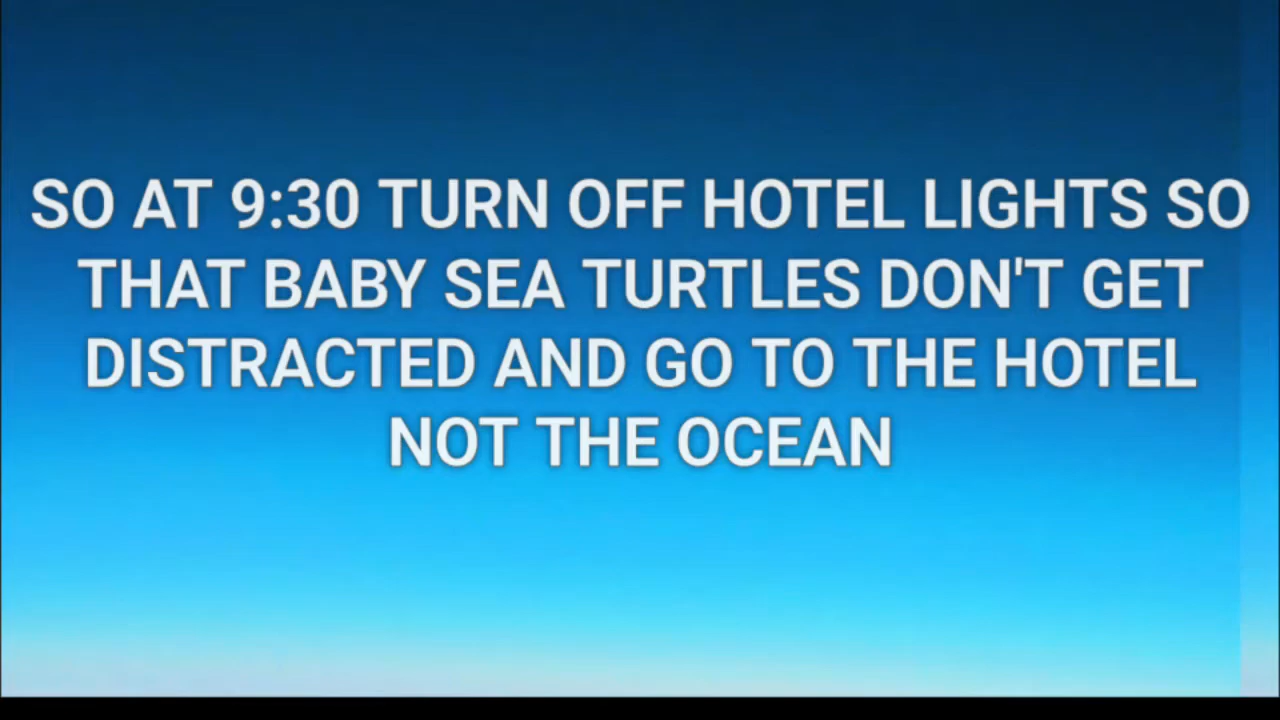 SO AT 9:30 TURN OFF HOTEL LIGHTS SO
THAT BABY SEA TURTLES DON'T GET
DISTRACTED AND GO TO THE HOTEL
NOT THE OCEAN